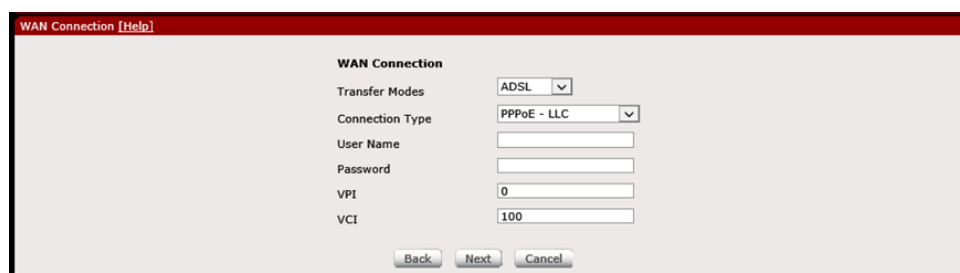 WAN Connection [Help]
WAN Connection
Transfer Modes ADSL
Connection Type PPPoE - LLC
User Name
Password
VPI 0
VCI 100
Back Next Cancel